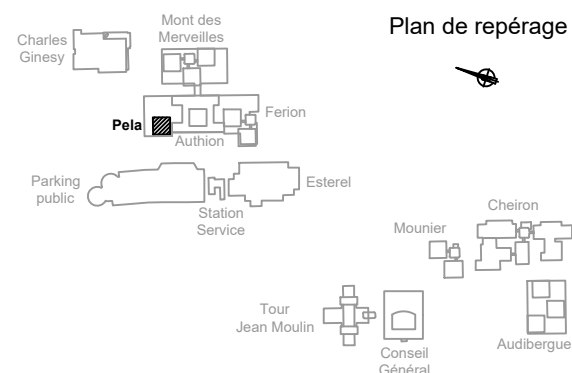 Plan de repérage
Mont des
Merveilles
Charles
Ginesy
Ferion
Pela
Authion
Parking
public
Esterel
Station
Service
Cheiron
Mounier
Tour
Jean Moulin
Audibergue
Conseil
Général